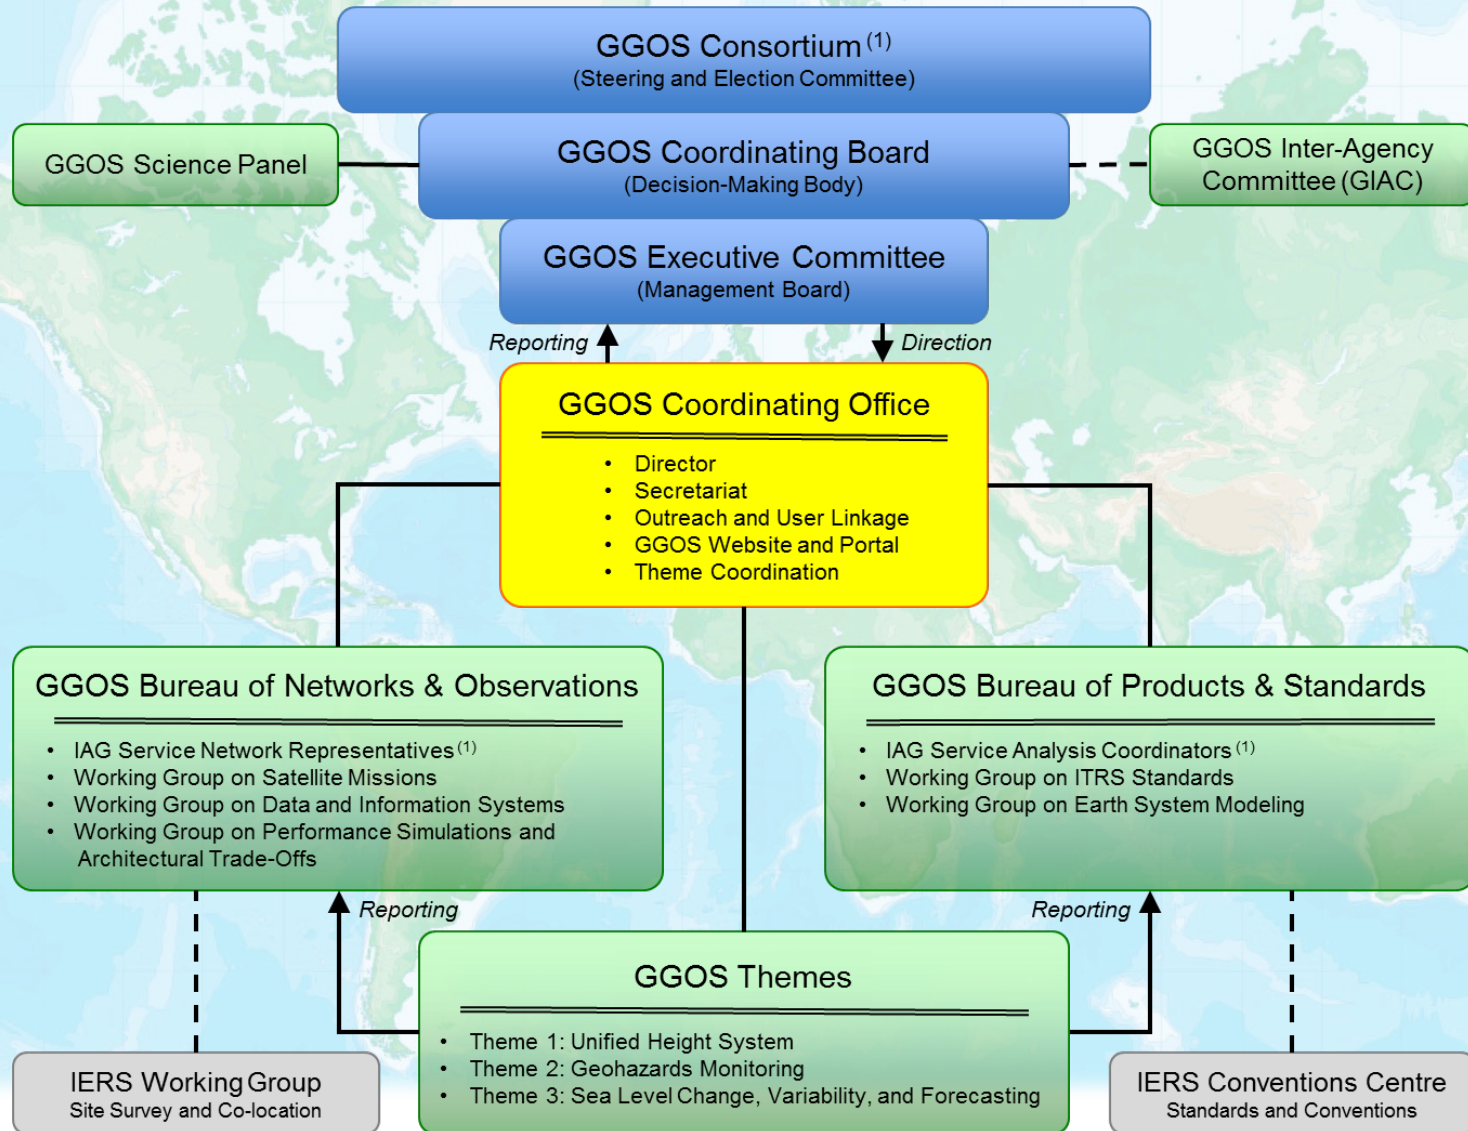 GGOS Consortium (1)
(Steering and Election Committee)
GGOS Science Panel
GGOS Coordinating Board
(Decision-Making Body)
GGOS Inter-Agency
Committee (GIAC)
GGOS Executive Committee
(Management Board)
Reporting
Direction
GGOS Coordinating Office
• Director
• Secretariat
• Outreach and User Linkage
• GGOS Website and Portal
• Theme Coordination
GGOS Bureau of Networks & Observations
• IAG Service Network Representatives (1)
• Working Group on Satellite Missions
• Working Group on Data and Information Systems
• Working Group on Performance Simulations and
Architectural Trade-Offs
GGOS Bureau of Products & Standards
• IAG Service Analysis Coordinators (1)
• Working Group on ITRS Standards
• Working Group on Earth System Modeling
Reporting
Reporting
GGOS Themes
• Theme 1: Unified Height System
• Theme 2: Geohazards Monitoring
• Theme 3: Sea Level Change, Variability, and Forecasting
IERS Working Group
Site Survey and Co-location
IERS Conventions Centre
Standards and Conventions